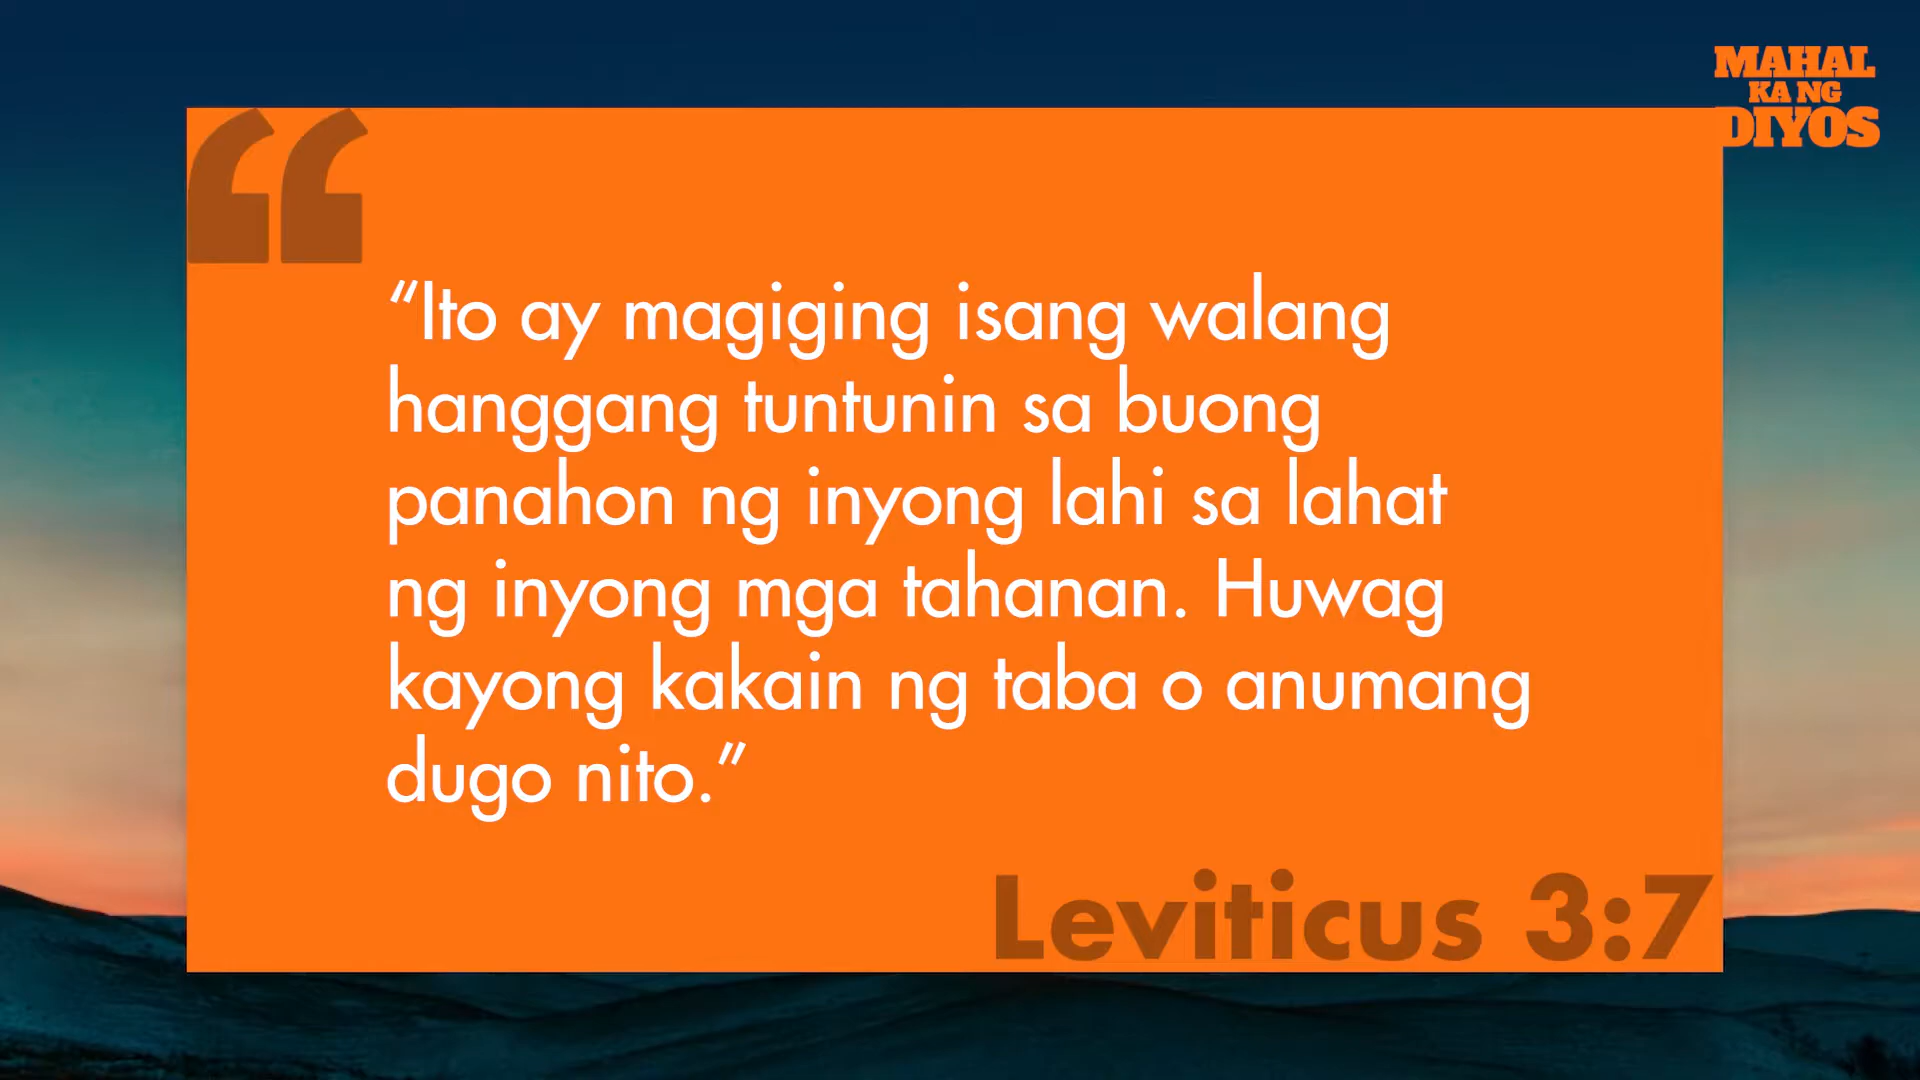 MAHAL
KA NG
DIYOS
“Ito ay magiging isang walang
hanggang tuntunin sa buong
panahon ng inyong lahi sa lahat
ng inyong mga tahanan. Huwag
kayong kakain ng taba o anumang
dugo nito.”
Leviticus 3:7